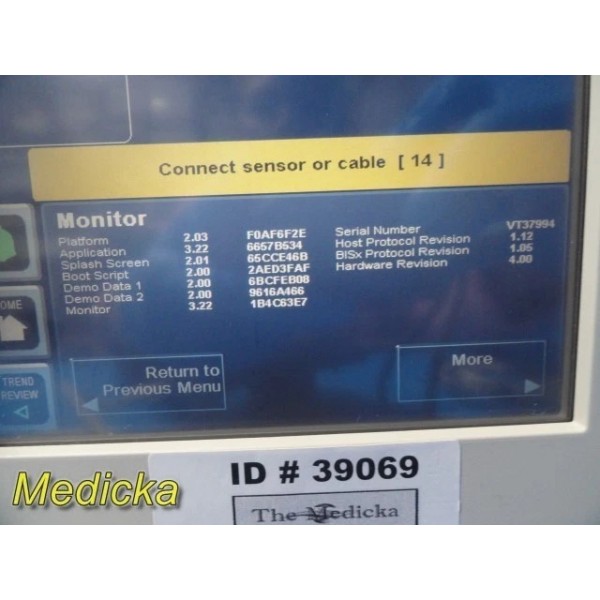 Connect sensor or cable [ 14 ]
Monitor
Platform 2.03 F0AF6F2E
Application 3.22 6657B534
Splash Screen 2.01 65CCE46B
Boot Script 2.00 2AED3FAF
Demo Data 1 2.00 6BCFEB08
Demo Data 2 2.00 9616A466
Monitor 3.22 1B4C63E7
Serial Number VT37994
Host Protocol Revision 1.12
BISx Protocol Revision 1.05
Hardware Revision 4.00
OME
TREND
REVIEW
Return to
Previous Menu
More
ID # 39069
The Medicka
Medicka